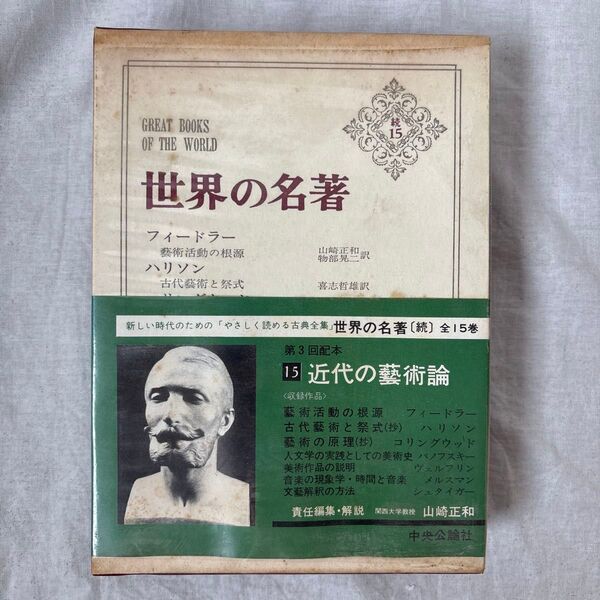 GREAT BOOKS
OF THE WORLD
続
15
世界の名著
フィードラー
藝術活動の根源 山崎正和
物部晃二訳
ハリソン
古代藝術と祭式 喜志哲雄訳
新しい時代のための「やさしく読める古典全集」世界の名著〔続〕全15巻
第3回配本
15 近代の藝術論
〈収録作品〉
藝術活動の根源 フィードラー
古代藝術と祭式(抄) ハリソン
藝術の原理(抄) コリングウッド
人文学の実践としての美術史 パノフスキー
美術作品の説明 ヴェルフリン
音楽の現象学・時間と音楽 メルスマン
文藝解釈の方法 シュタイガー
責任編集・解説 関西大学教授 山崎正和
中央公論社